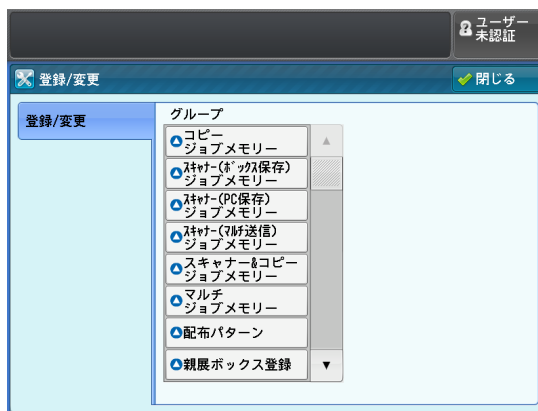 ユーザー
未認証
登録/変更
閉じる
登録/変更
グループ
コピー
ジョブメモリー
ｽｷｬﾅｰ(ﾎﾞｯｸｽ保存)
ジョブメモリー
ｽｷｬﾅｰ(PC保存)
ジョブメモリー
ｽｷｬﾅｰ(ﾏﾙﾁ送信)
ジョブメモリー
スキャナー&コピー
ジョブメモリー
マルチ
ジョブメモリー
配布パターン
親展ボックス登録